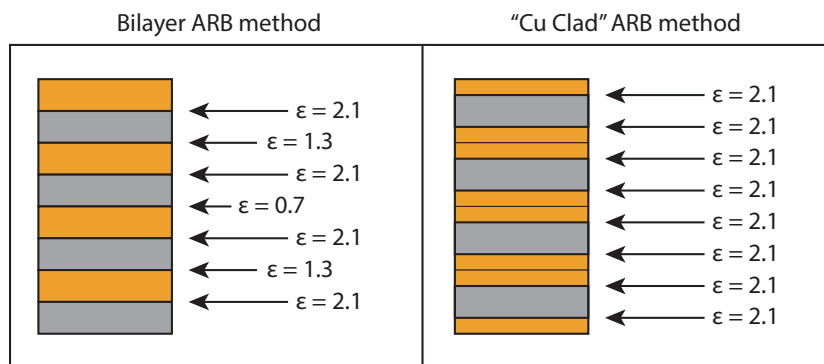 Bilayer ARB method
ε = 2.1
ε = 1.3
ε = 2.1
ε = 0.7
ε = 2.1
ε = 1.3
ε = 2.1
“Cu Clad” ARB method
ε = 2.1
ε = 2.1
ε = 2.1
ε = 2.1
ε = 2.1
ε = 2.1
ε = 2.1
ε = 2.1